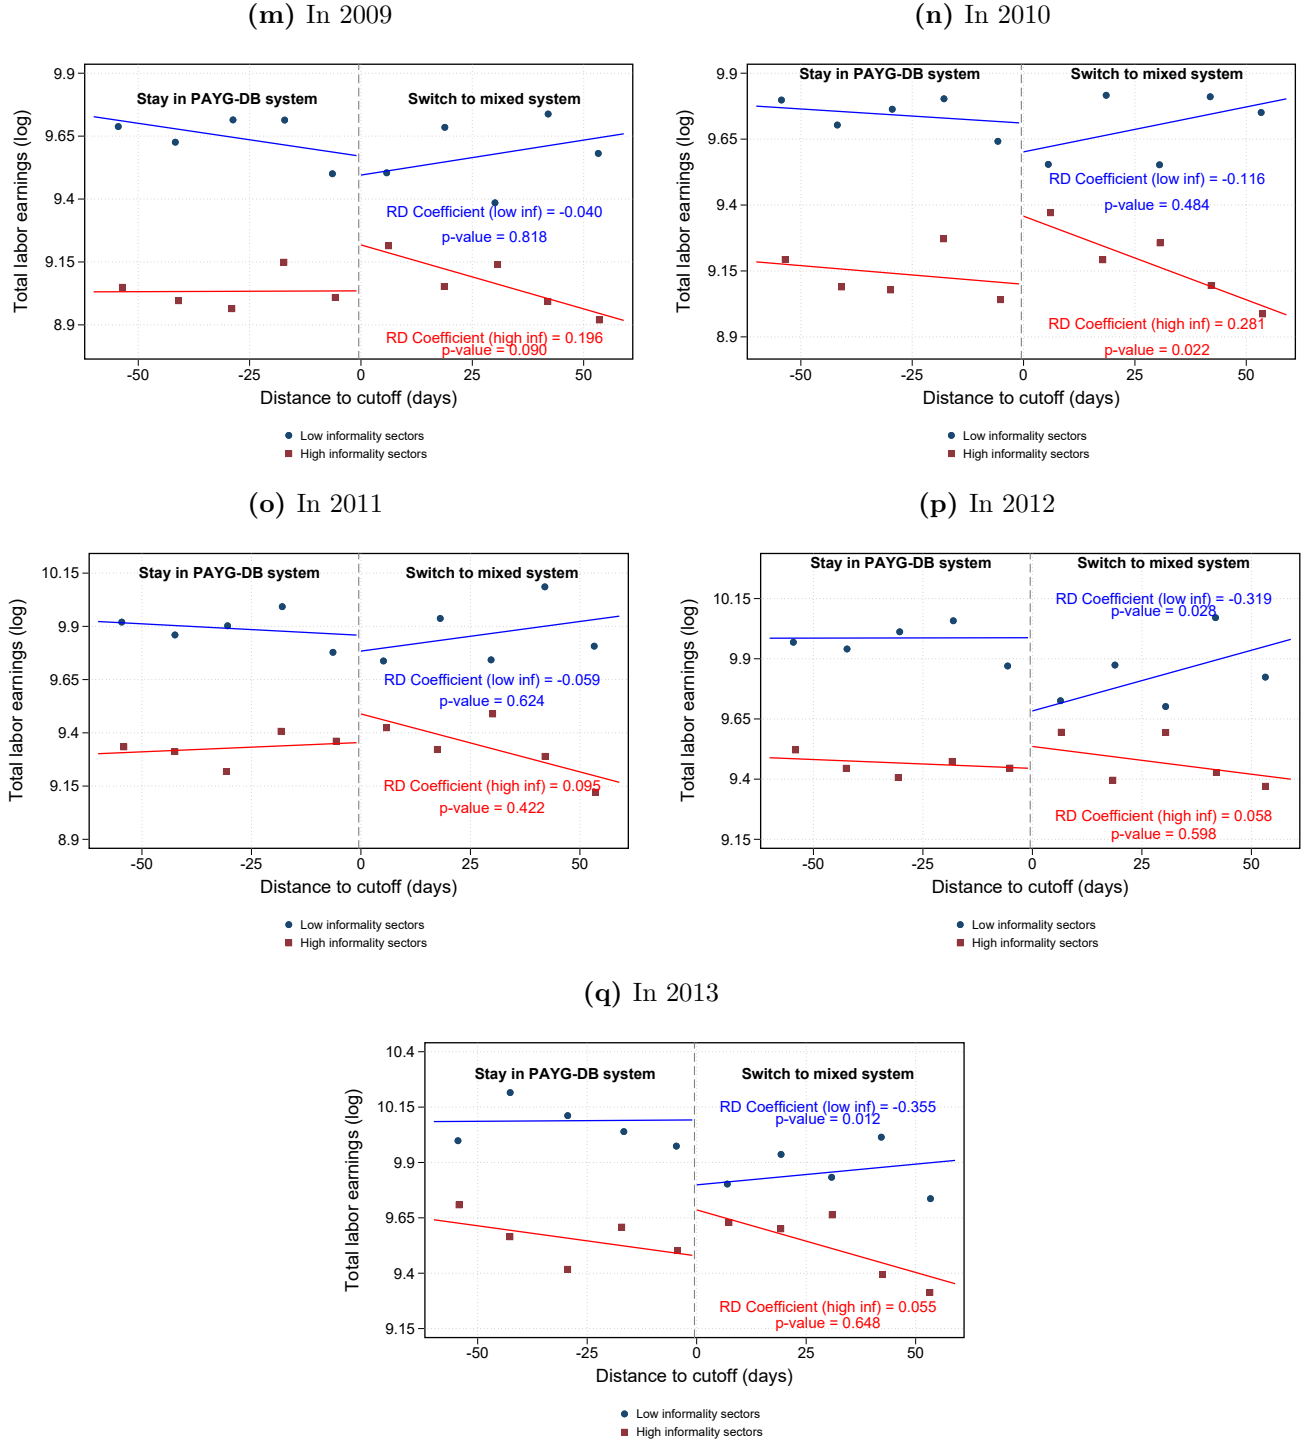 (m) In 2009
Total labor earnings (log)
9.9
9.65
9.4
9.15
8.9
Stay in PAYG-DB system
Switch to mixed system
RD Coefficient (low inf) = -0.040
p-value = 0.818
RD Coefficient (high inf) = 0.196
p-value = 0.090
-50
-25
0
25
50
Distance to cutoff (days)
Low informality sectors
High informality sectors
(n) In 2010
Total labor earnings (log)
9.9
9.65
9.4
9.15
8.9
Stay in PAYG-DB system
Switch to mixed system
RD Coefficient (low inf) = -0.116
p-value = 0.484
RD Coefficient (high inf) = 0.281
p-value = 0.022
-50
-25
0
25
50
Distance to cutoff (days)
Low informality sectors
High informality sectors
(o) In 2011
Total labor earnings (log)
10.15
9.9
9.65
9.4
9.15
8.9
Stay in PAYG-DB system
Switch to mixed system
RD Coefficient (low inf) = -0.059
p-value = 0.624
RD Coefficient (high inf) = 0.095
p-value = 0.422
-50
-25
0
25
50
Distance to cutoff (days)
Low informality sectors
High informality sectors
(p) In 2012
Total labor earnings (log)
10.15
9.9
9.65
9.4
9.15
Stay in PAYG-DB system
Switch to mixed system
RD Coefficient (low inf) = -0.319
p-value = 0.028
RD Coefficient (high inf) = 0.058
p-value = 0.598
-50
-25
0
25
50
Distance to cutoff (days)
Low informality sectors
High informality sectors
(q) In 2013
Total labor earnings (log)
10.4
10.15
9.9
9.65
9.4
9.15
Stay in PAYG-DB system
Switch to mixed system
RD Coefficient (low inf) = -0.355
p-value = 0.012
RD Coefficient (high inf) = 0.055
p-value = 0.648
-50
-25
0
25
50
Distance to cutoff (days)
Low informality sectors
High informality sectors